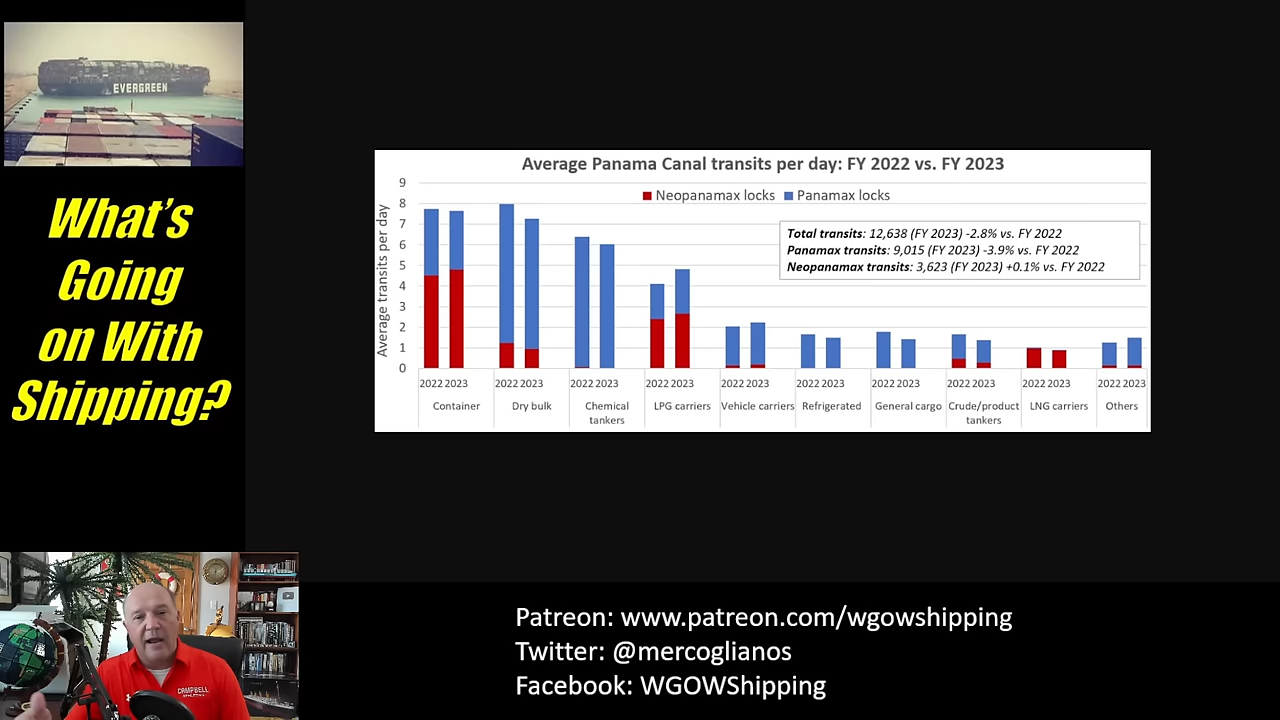 EVERGREEN
What's
Going
on With
Shipping?
Average Panama Canal transits per day: FY 2022 vs. FY 2023
Neopanamax locks Panamax locks
Average transits per day
9
8
7
6
5
4
3
2
1
0
Total transits: 12,638 (FY 2023) -2.8% vs. FY 2022
Panamax transits: 9,015 (FY 2023) -3.9% vs. FY 2022
Neopanamax transits: 3,623 (FY 2023) +0.1% vs. FY 2022
2022 2023 2022 2023 2022 2023 2022 2023 2022 2023 2022 2023 2022 2023 2022 2023 2022 2023 2022 2023
Container Dry bulk Chemical LPG carriers Vehicle carriers Refrigerated General cargo Crude/product LNG carriers Others
tankers tankers
CAMPBELL
Patreon: www.patreon.com/wgowshipping
Twitter: @mercoglianos
Facebook: WGOWShipping